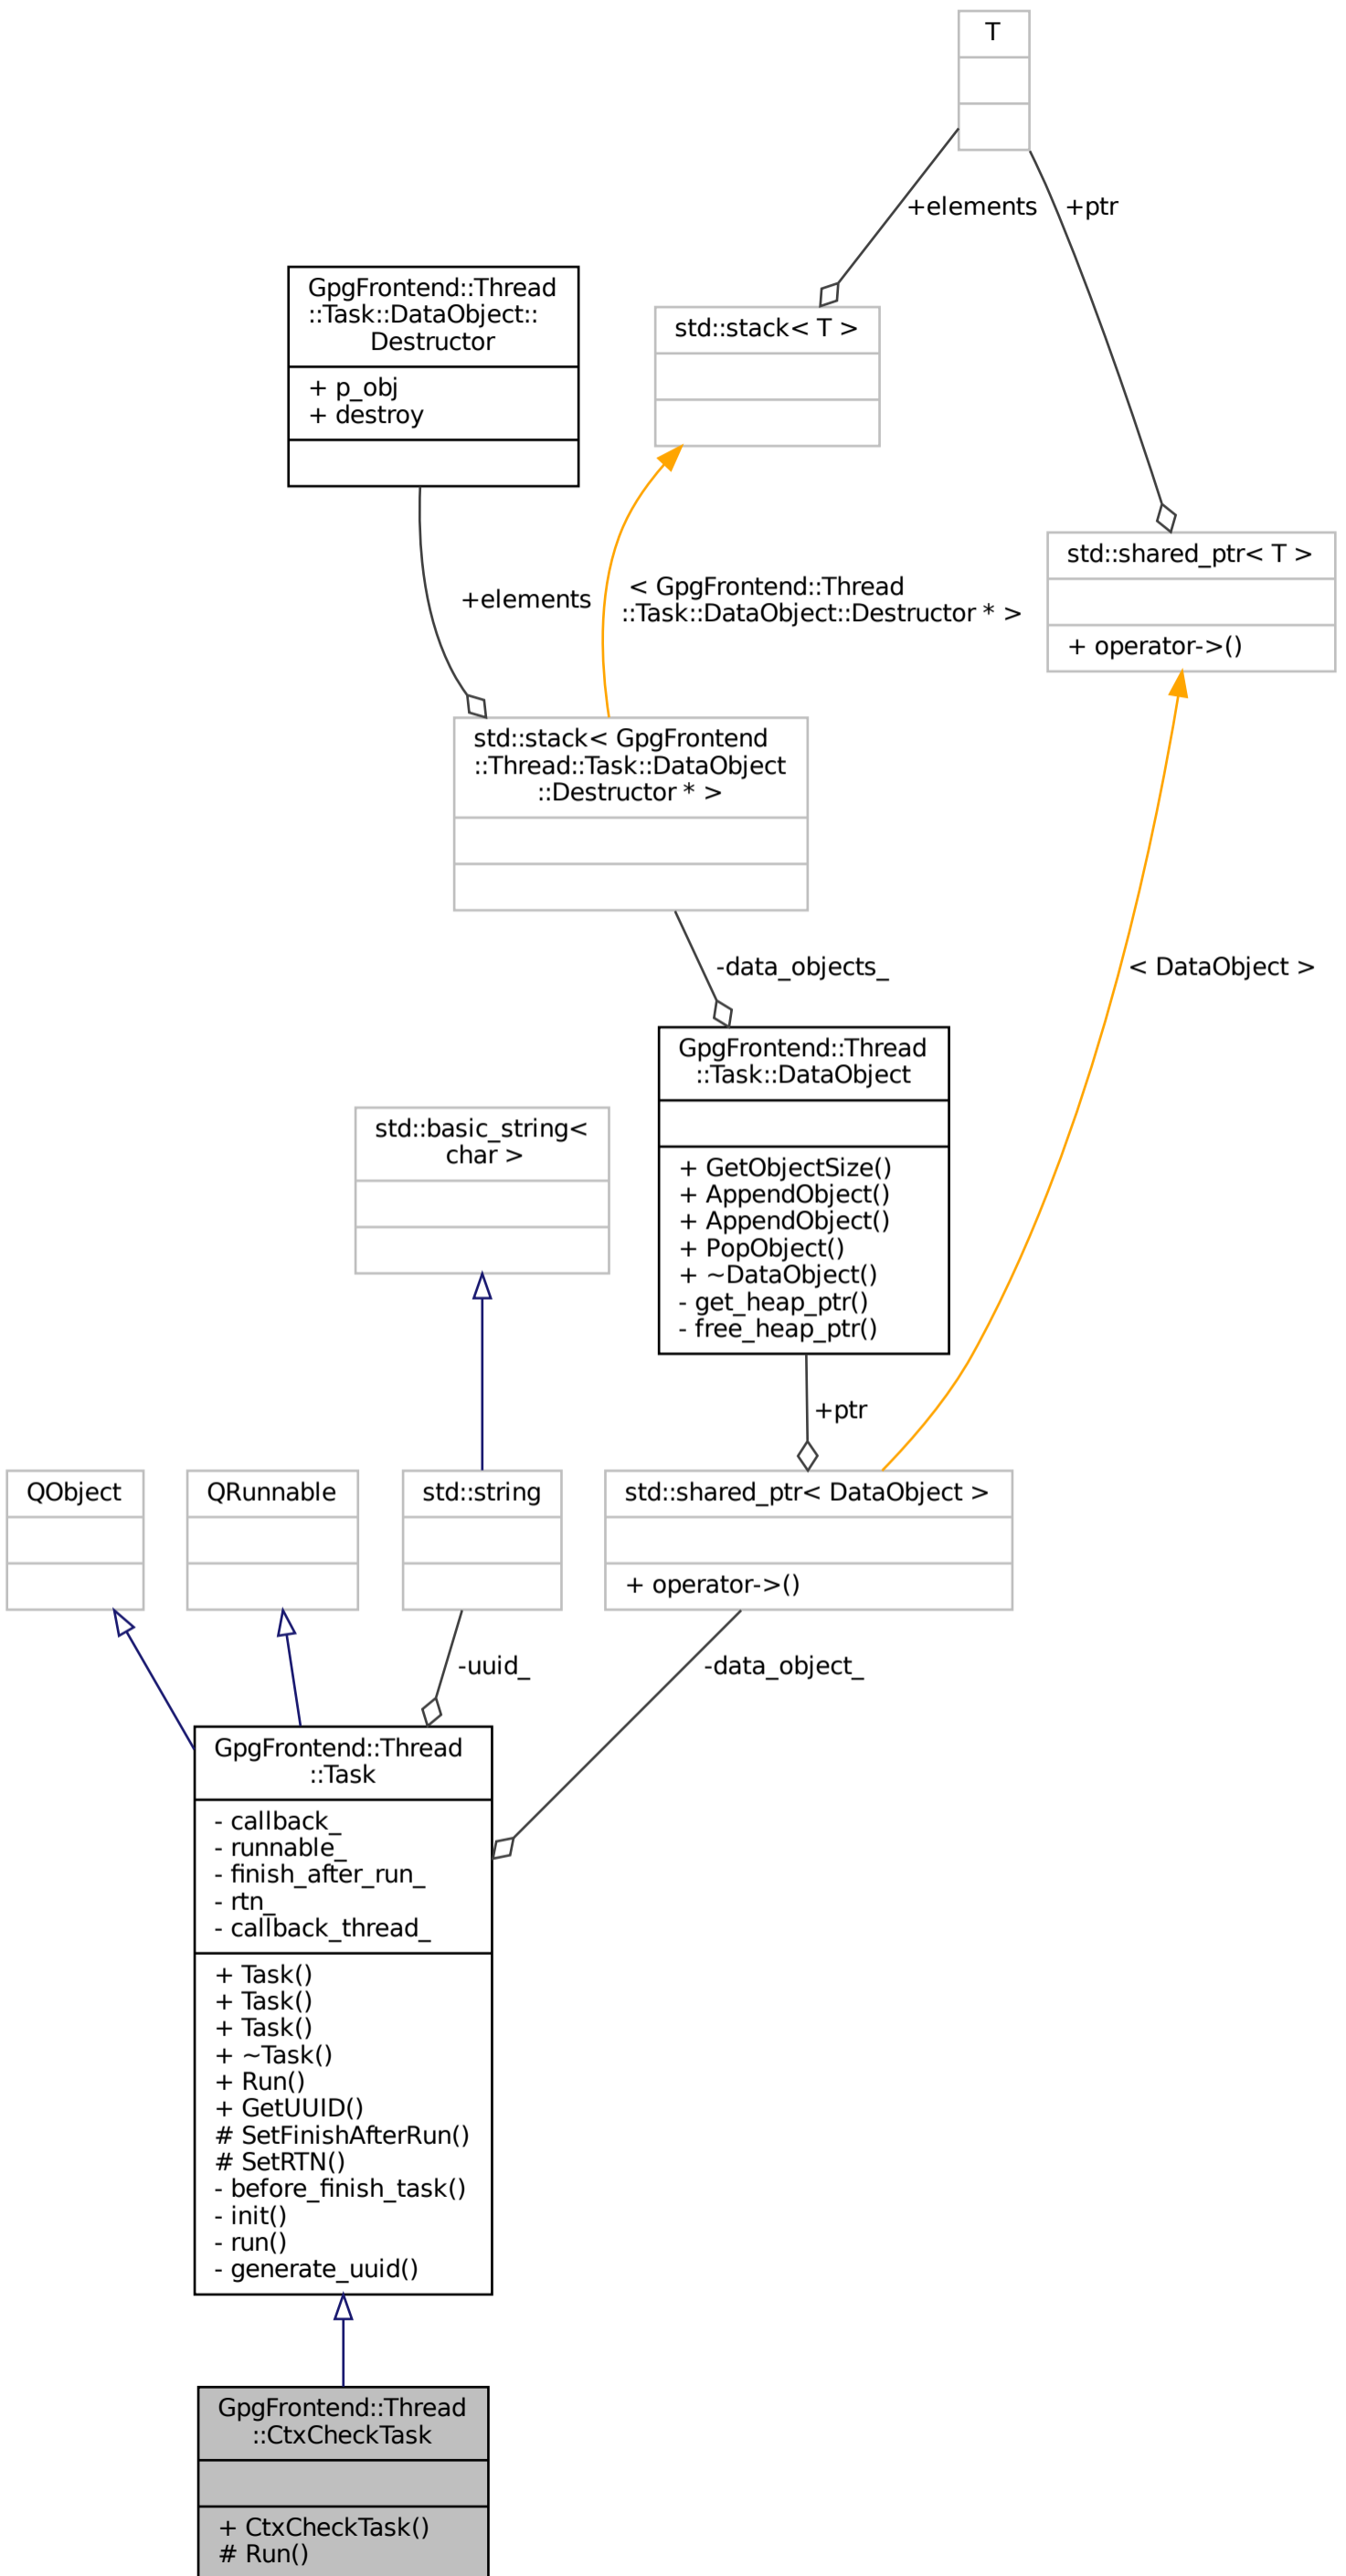 T
+elements
+ptr
GpgFrontend::Thread
::Task::DataObject::
Destructor
+ p_obj
+ destroy
std::stack< T >
std::shared_ptr< T >
+ operator->()
+elements
< GpgFrontend::Thread
::Task::DataObject::Destructor * >
std::stack< GpgFrontend
::Thread::Task::DataObject
::Destructor * >
-data_objects_
< DataObject >
GpgFrontend::Thread
::Task::DataObject
+ GetObjectSize()
+ AppendObject()
+ AppendObject()
+ PopObject()
+ ~DataObject()
- get_heap_ptr()
- free_heap_ptr()
std::basic_string<
char >
+ptr
QObject
QRunnable
std::string
std::shared_ptr< DataObject >
+ operator->()
-uuid_
-data_object_
GpgFrontend::Thread
::Task
- callback_
- runnable_
- finish_after_run_
- rtn_
- callback_thread_
+ Task()
+ Task()
+ Task()
+ ~Task()
+ Run()
+ GetUUID()
# SetFinishAfterRun()
# SetRTN()
- before_finish_task()
- init()
- run()
- generate_uuid()
GpgFrontend::Thread
::CtxCheckTask
+ CtxCheckTask()
# Run()